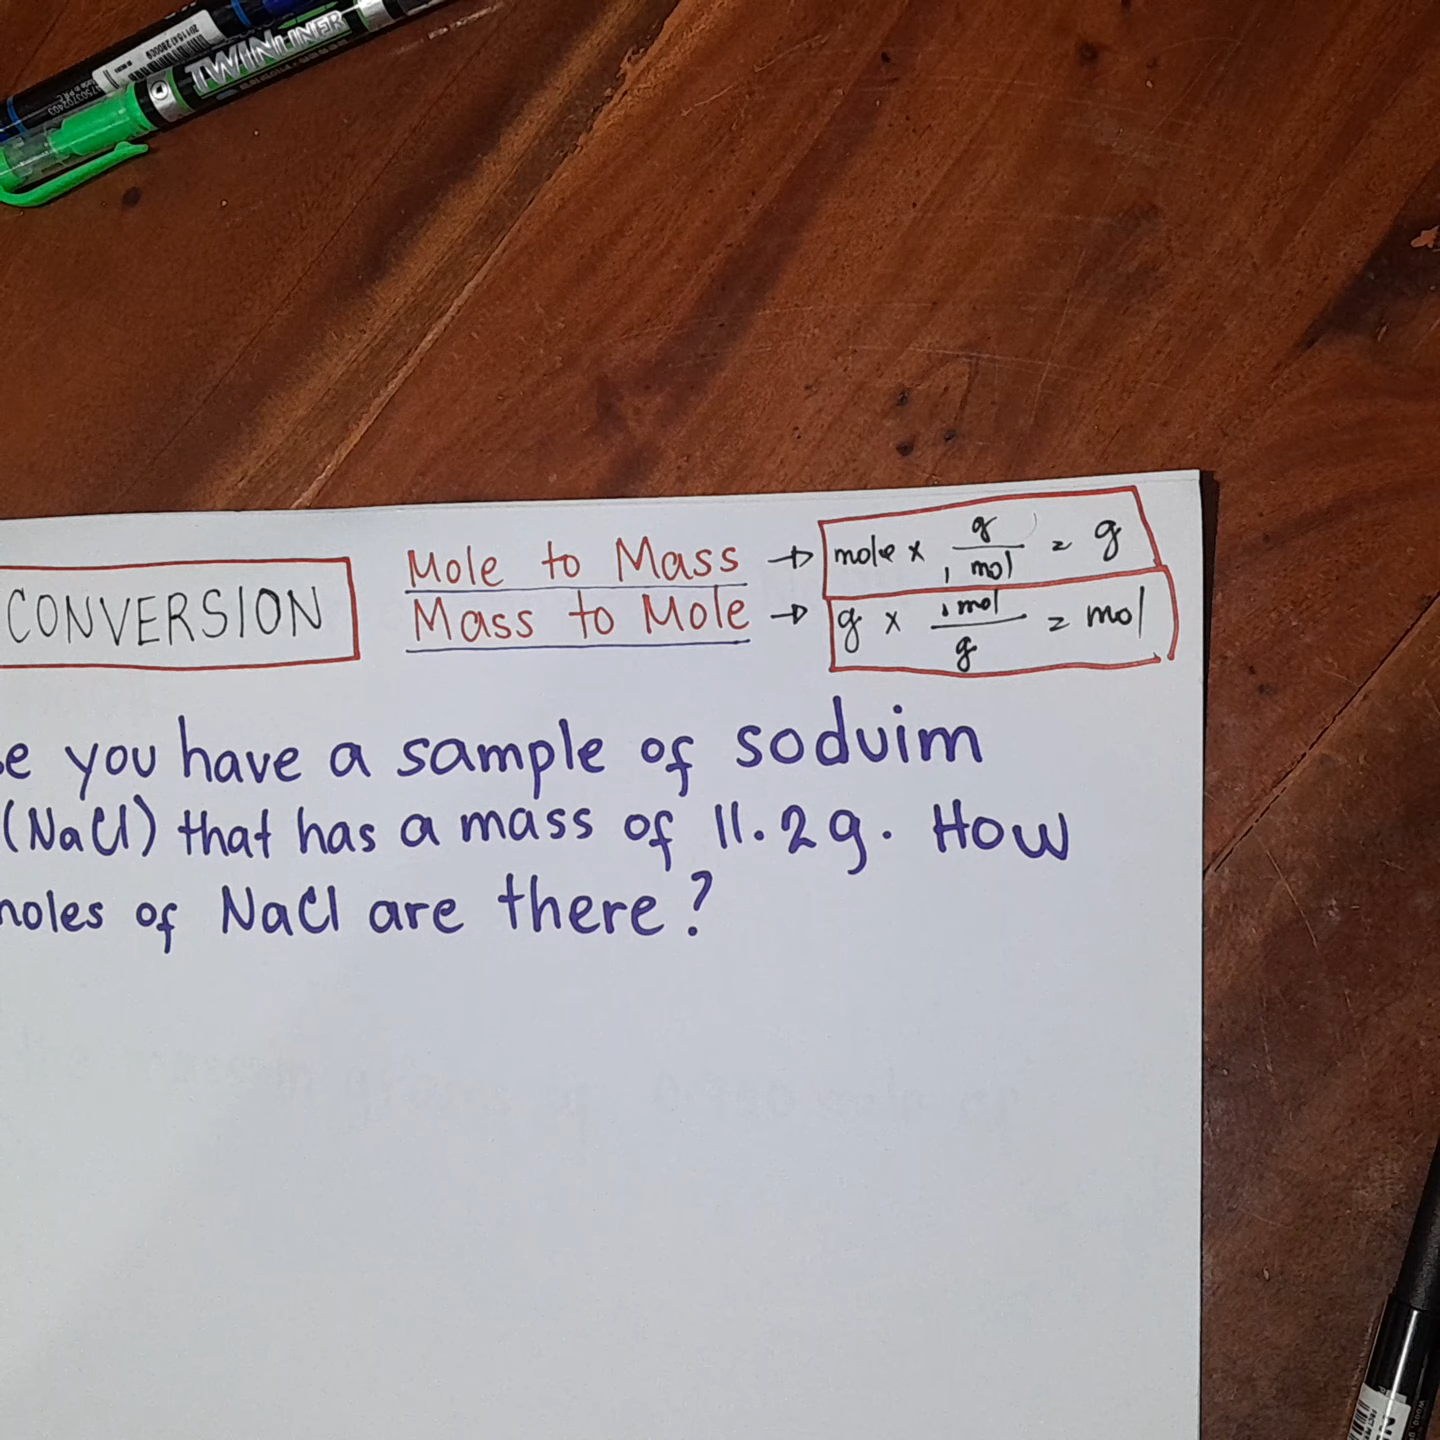 TWINLINER
CONVERSION
Mole to Mass → mole x g / 1 mol = g
Mass to Mole → g x 1 mol / g = mol
you have a sample of soduim
(NaCl) that has a mass of 11.2g. How
moles of NaCl are there?